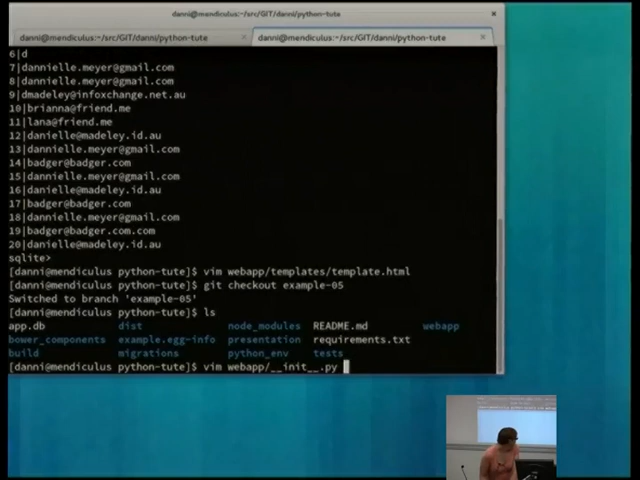 danni@mendiculus:~/src/GIT/danni/python-tute
danni@mendiculus:~/src/GIT/danni/python-tute
danni@mendiculus:~/src/GIT/danni/python-tute
6|d
7|dannielle.meyer@gmail.com
8|dannielle.meyer@gmail.com
9|dmadeley@infoxchange.net.au
10|brianna@friend.me
11|lana@friend.me
12|danielle@madeley.id.au
13|dannielle.meyer@gmail.com
14|badger@badger.com
15|dannielle.meyer@gmail.com
16|danielle@madeley.id.au
17|badger@badger.com
18|dannielle.meyer@gmail.com
19|badger@badger.com.com
20|danielle@madeley.id.au
sqlite>
[danni@mendiculus python-tute]$ vim webapp/templates/template.html
[danni@mendiculus python-tute]$ git checkout example-05
Switched to branch 'example-05'
[danni@mendiculus python-tute]$ ls
app.db dist node_modules README.md webapp
bower_components example.egg-info presentation requirements.txt
build migrations python_env tests
[danni@mendiculus python-tute]$ vim webapp/__init__.py